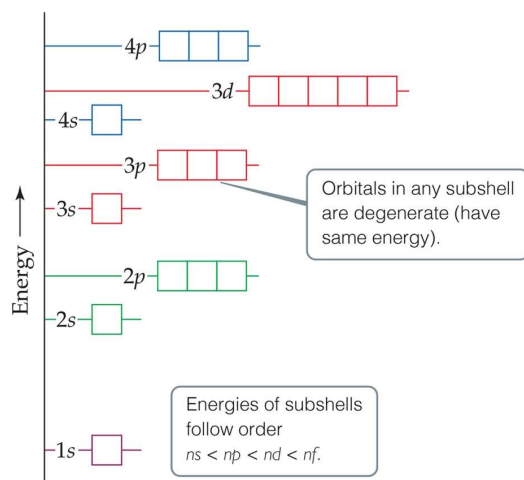 4p
3d
4s
3p
Orbitals in any subshell
are degenerate (have
same energy).
Energy
3s
2p
2s
Energies of subshells
follow order
ns < np < nd < nf.
1s